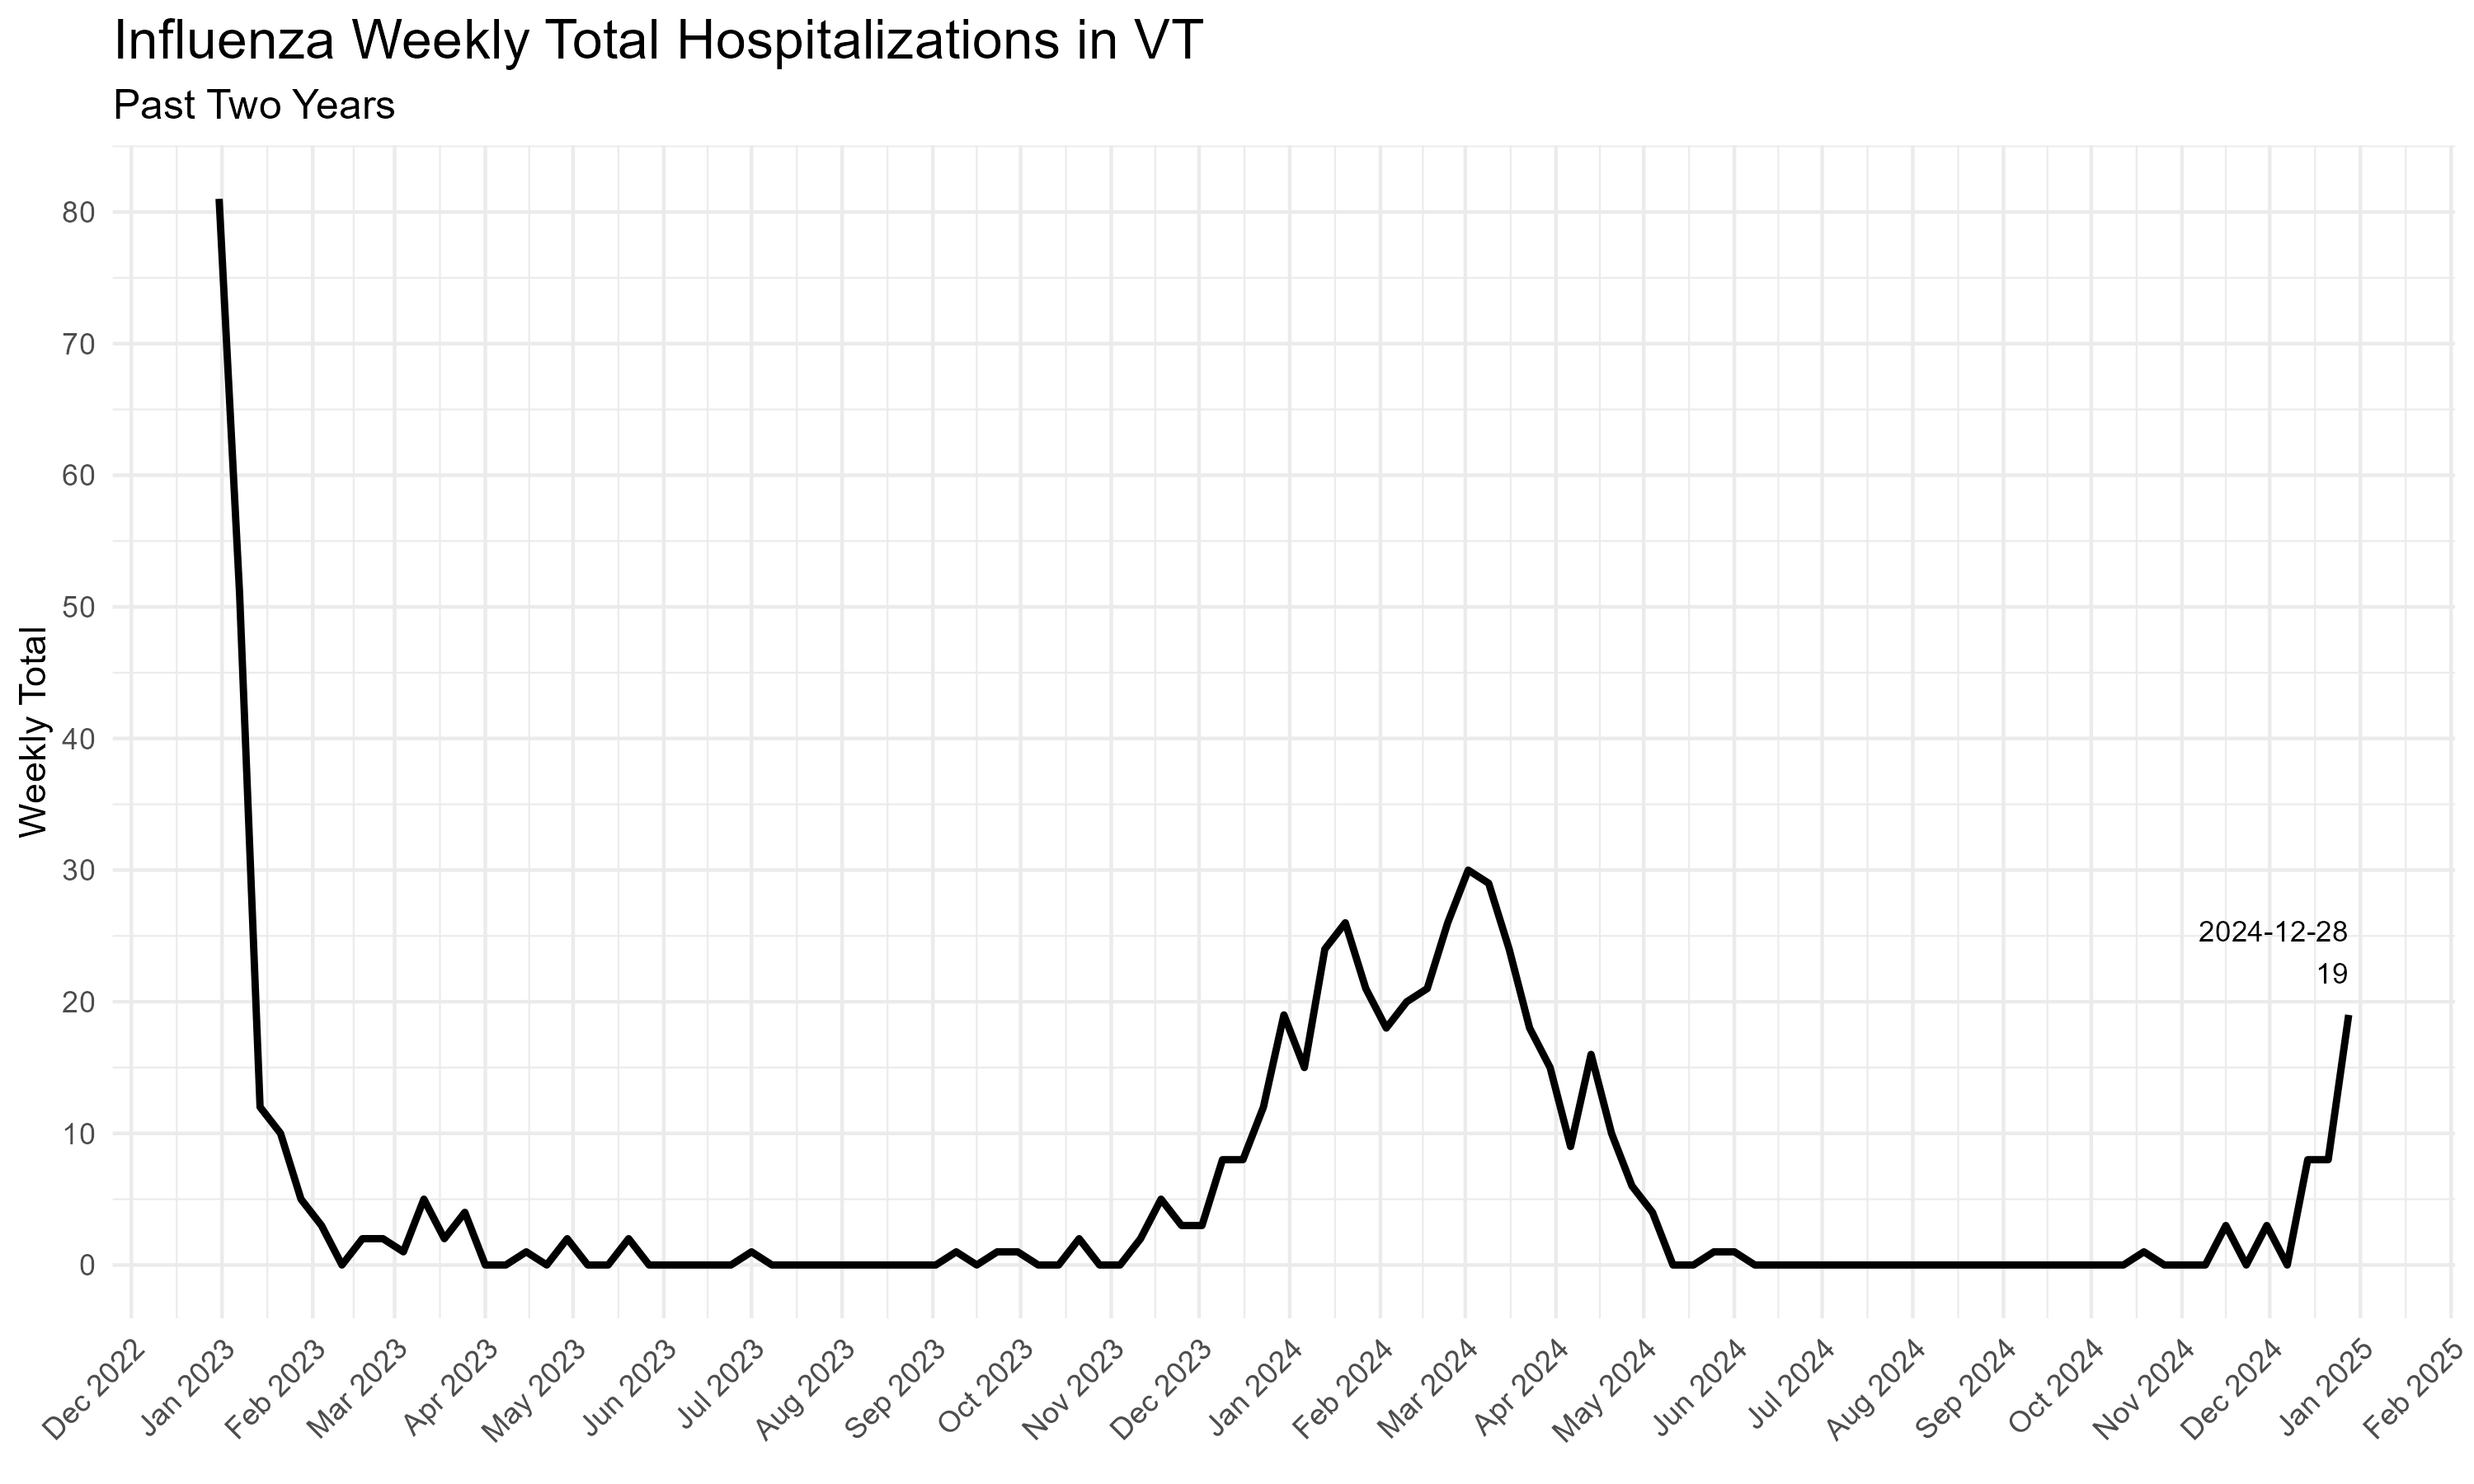 Influenza Weekly Total Hospitalizations in VT
Past Two Years
Weekly Total
80
70
60
50
40
30
20
10
0
2024-12-28
19
Dec 2022
Jan 2023
Feb 2023
Mar 2023
Apr 2023
May 2023
Jun 2023
Jul 2023
Aug 2023
Sep 2023
Oct 2023
Nov 2023
Dec 2023
Jan 2024
Feb 2024
Mar 2024
Apr 2024
May 2024
Jun 2024
Jul 2024
Aug 2024
Sep 2024
Oct 2024
Nov 2024
Dec 2024
Jan 2025
Feb 2025